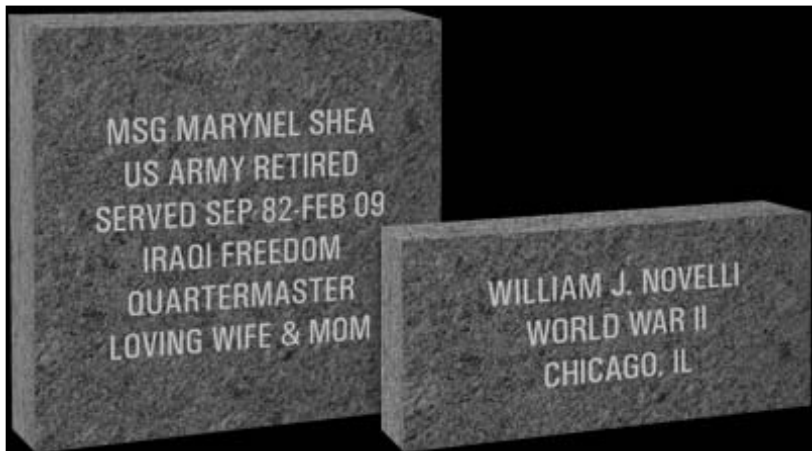 MSG MARYNEL SHEA
US ARMY RETIRED
SERVED SEP 82-FEB 09
IRAQI FREEDOM
QUARTERMASTER
LOVING WIFE & MOM
WILLIAM J. NOVELLI
WORLD WAR II
CHICAGO, IL